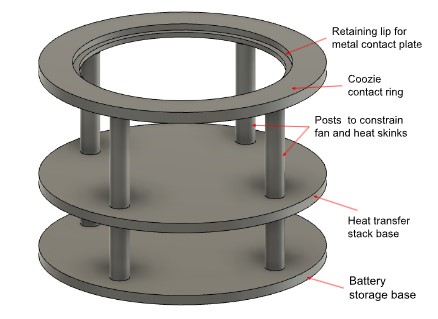 Retaining lip for
metal contact plate
Coozie
contact ring
Posts to constrain
fan and heat skinks
Heat transfer
stack base
Battery
storage base